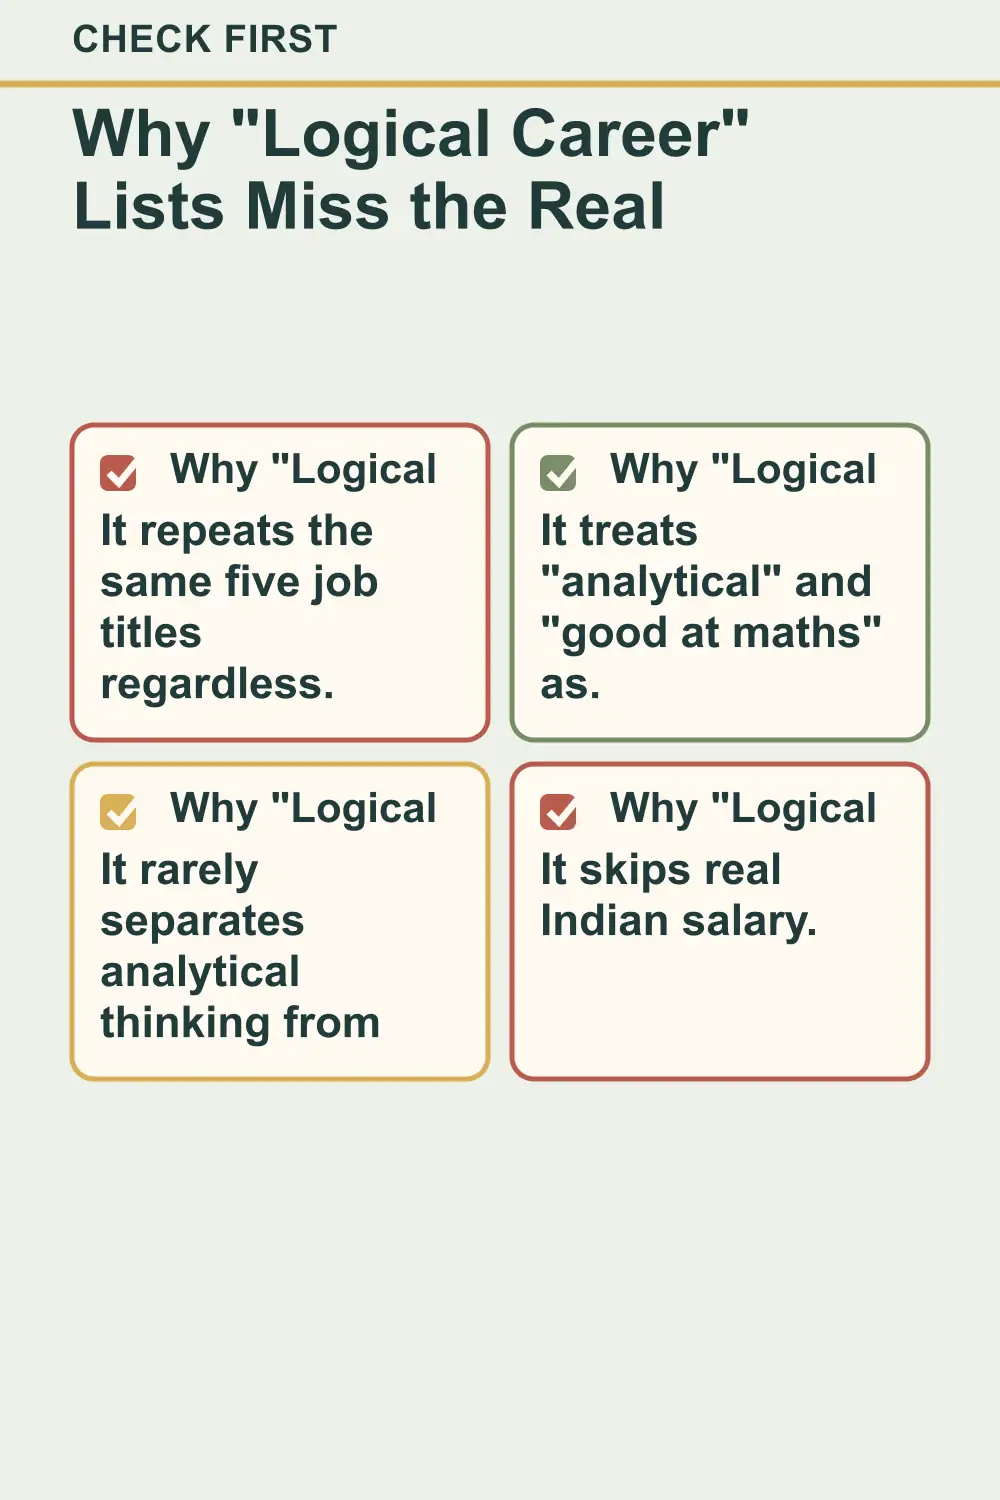 CHECK FIRST
Why "Logical Career"
Lists Miss the Real
Why "Logical
It repeats the
same five job
titles
regardless.
Why "Logical
It treats
"analytical" and
"good at maths"
as.
Why "Logical
It rarely
separates
analytical
thinking from
Why "Logical
It skips real
Indian salary.